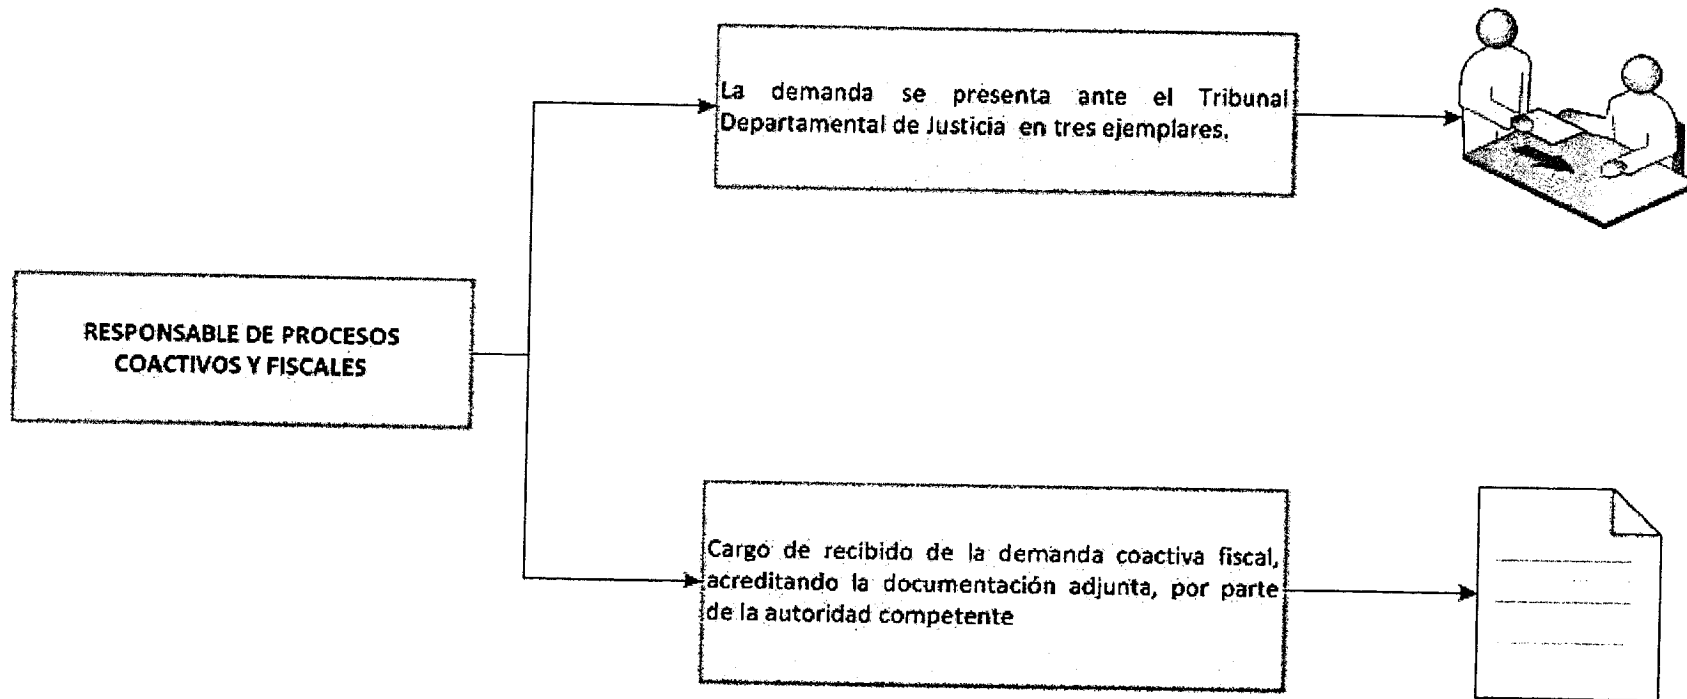 La demanda se presenta ante el Tribunal
Departamental de Justicia en tres ejemplares.
RESPONSABLE DE PROCESOS
COACTIVOS Y FISCALES
Cargo de recibido de la demanda coactiva fiscal,
acreditando la documentación adjunta, por parte
de la autoridad competente